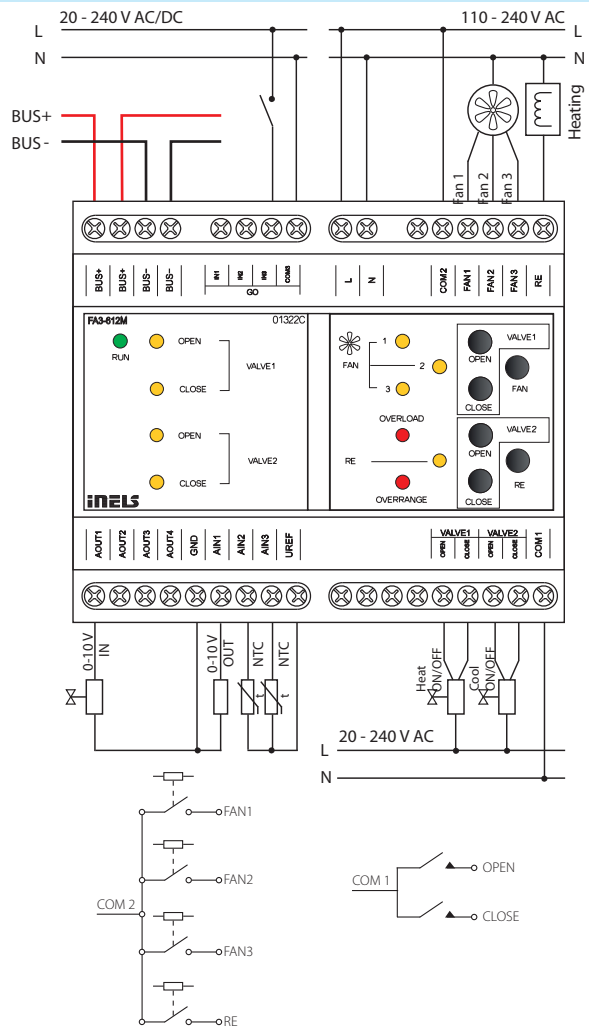 20 - 240 V AC/DC
110 - 240 V AC
L
L
N
N
BUS+
BUS -
Heating
Fan 1
Fan 2
Fan 3
BUS+ BUS+ BUS− BUS− IN1 IN2 IN3 COM3 L N COM2 FAN1 FAN2 FAN3 RE
GO
FA3-612M
01322C
RUN
OPEN
VALVE1
CLOSE
OPEN
VALVE2
CLOSE
iNELS
FAN
1
2
3
OVERLOAD
RE
OVERRANGE
VALVE1
OPEN
FAN
CLOSE
VALVE2
OPEN
RE
CLOSE
AOUT1 AOUT2 AOUT3 AOUT4 GND AIN1 AIN2 AIN3 UREF
VALVE1 VALVE2
OPEN CLOSE OPEN CLOSE COM1
0-10 V
IN
0-10 V
OUT
NTC
t
NTC
t
Heat
ON/OFF
Cool
ON/OFF
20 - 240 V AC
L
N
FAN1
FAN2
COM 2
FAN3
RE
COM 1
OPEN
CLOSE